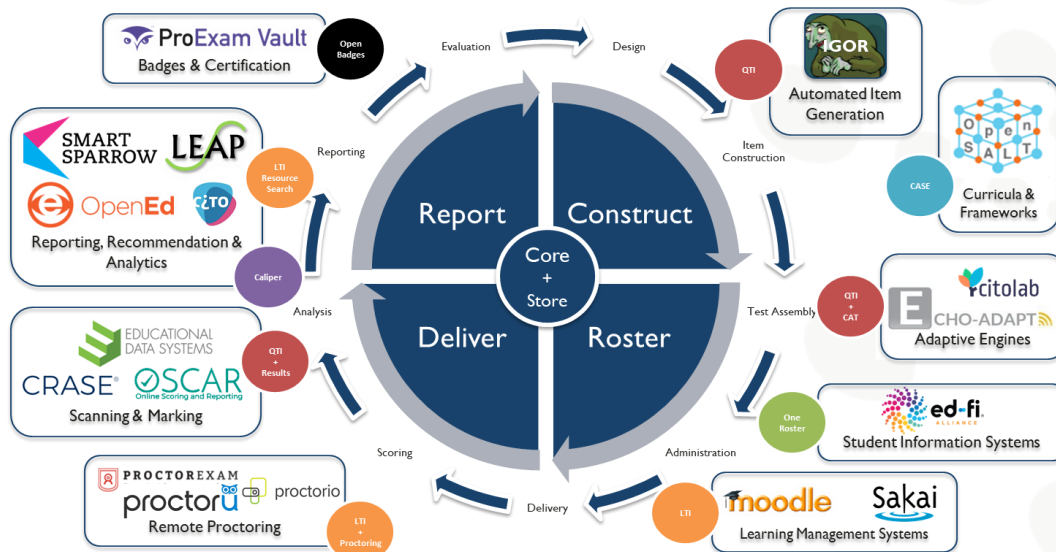 ProExam Vault
Badges & Certification
Open
Badges
Evaluation
Design
QTI
IGOR
Automated Item
Generation
Item
Construction
Open
SALT
CASE
Curricula &
Frameworks
SMART
SPARROW
LEAP
OpenEd
CiTO
Reporting, Recommendation &
Analytics
LTI
Resource
Search
Reporting
Caliper
Analysis
Report
Construct
Core
+
Store
Deliver
Roster
Test Assembly
QTI
+
CAT
citolab
ECHO-ADAPT
Adaptive Engines
EDUCATIONAL
DATA SYSTEMS
CRASE®
OSCAR
Online Scoring and Reporting
Scanning & Marking
QTI
+
Results
One
Roster
ed-fi
ALLIANCE
Student Information Systems
Scoring
Administration
Delivery
PROCTOREXAM
proctoru
proctorio
Remote Proctoring
LTI
+
Proctoring
LTI
moodle
Sakai
Learning Management Systems